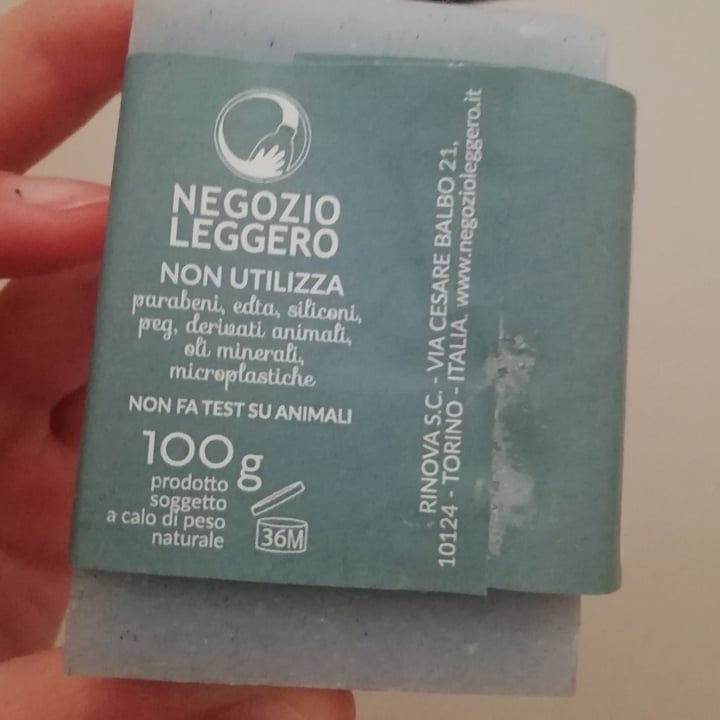 NEGOZIO
LEGGERO
NON UTILIZZA
parabeni, edta, siliconi,
peg, derivati animali,
oli minerali,
microplastiche
NON FA TEST SU ANIMALI
100 g
prodotto
soggetto
a calo di peso
naturale
36M
RINOVA S.C. - VIA CESARE BALBO 21,
10124 - TORINO - ITALIA. www.negozioleggero.it